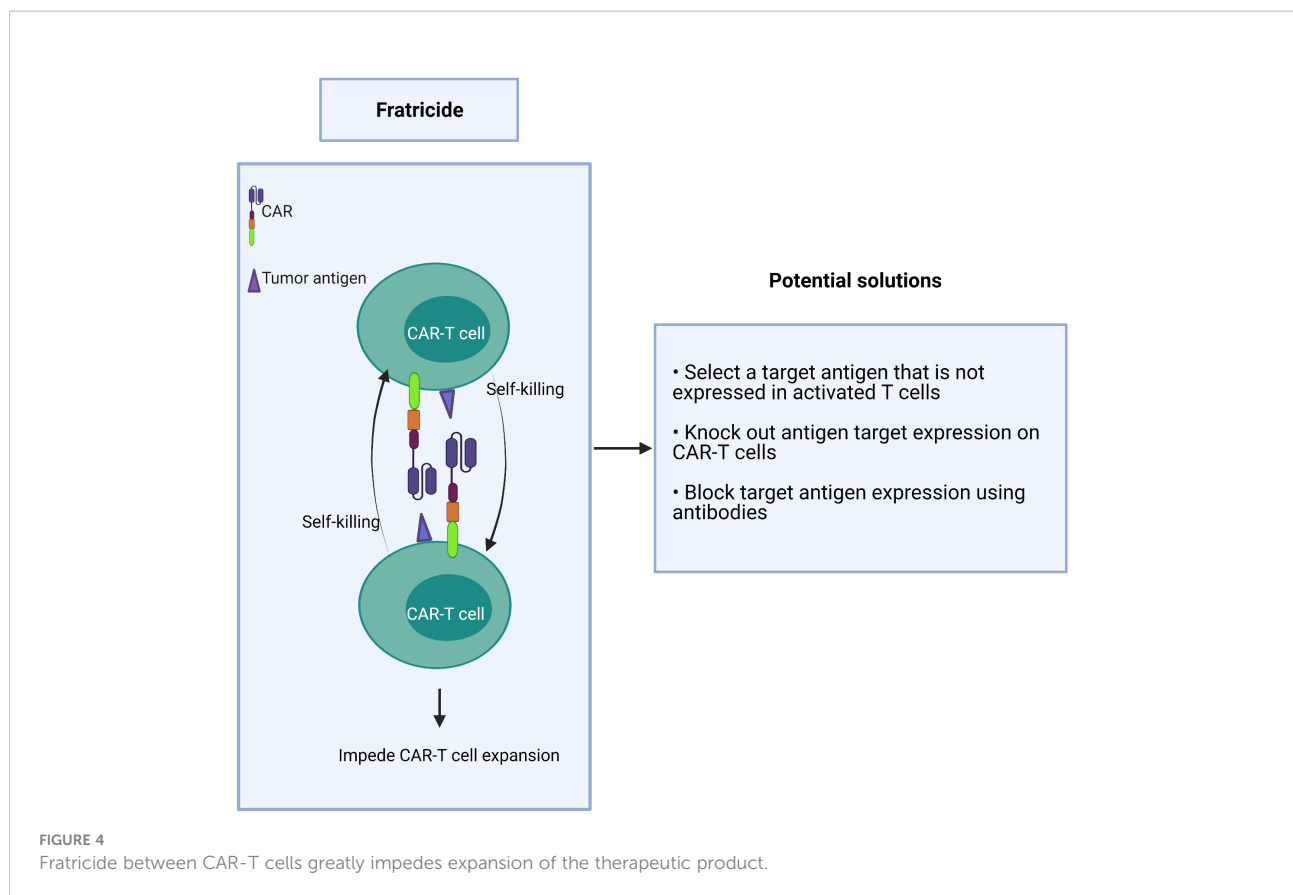 Fratricide
CAR
Tumor antigen
CAR-T cell
Self-killing
Self-killing
CAR-T cell
Impede CAR-T cell expansion
Potential solutions
• Select a target antigen that is not
expressed in activated T cells
• Knock out antigen target expression on
CAR-T cells
• Block target antigen expression using
antibodies
FIGURE 4
Fratricide between CAR-T cells greatly impedes expansion of the therapeutic product.